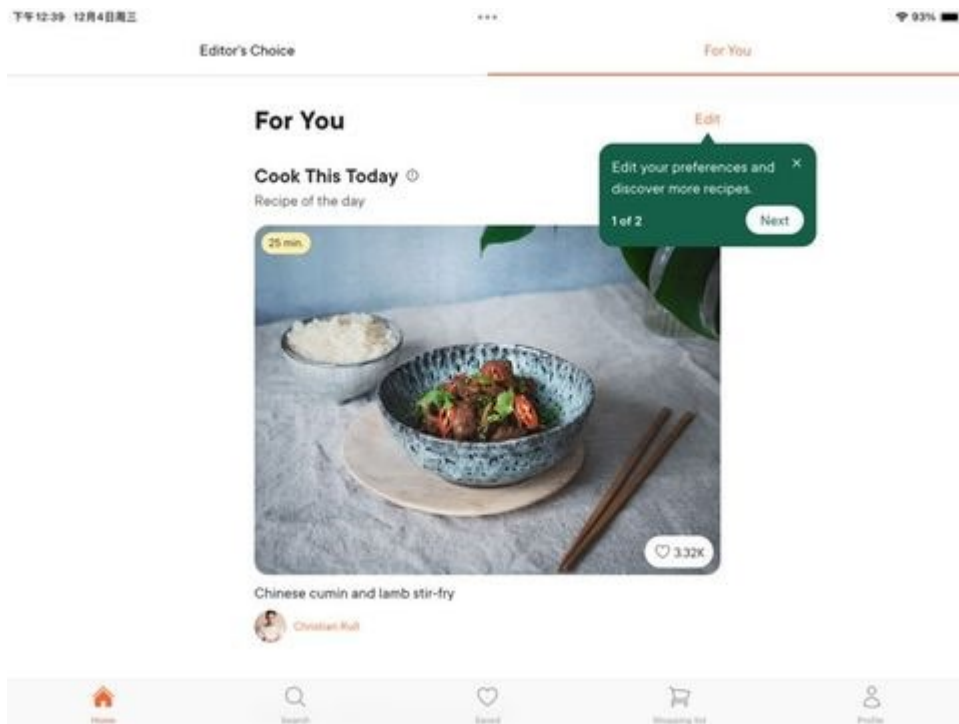 下午12:39 12月4日周三
93%
Editor's Choice
For You
For You
Edit
Edit your preferences and
discover more recipes.
1 of 2
Next
Cook This Today
Recipe of the day
25 min.
3.32K
Chinese cumin and lamb stir-fry
Christian Ruß
Home
Search
Saved
Shopping list
Profile